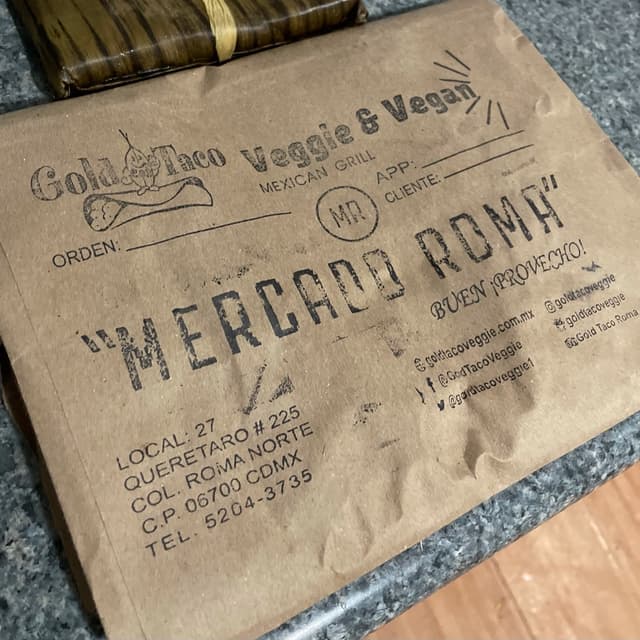 Gold Taco Veggie & Vegan
MEXICAN GRILL
ORDEN:
MR
APP:
CLIENTE:
"MERCADO ROMA"
BUEN ¡PROVECHO!
LOCAL: 27
QUERETARO # 225
COL. ROMA NORTE
C.P. 06700 CDMX
TEL. 5204-3735
goldtacoveggie.com.mx
@GodTacoVeggie
@goldtacoveggie1
@goldtacoveggie
Gold Taco Roma